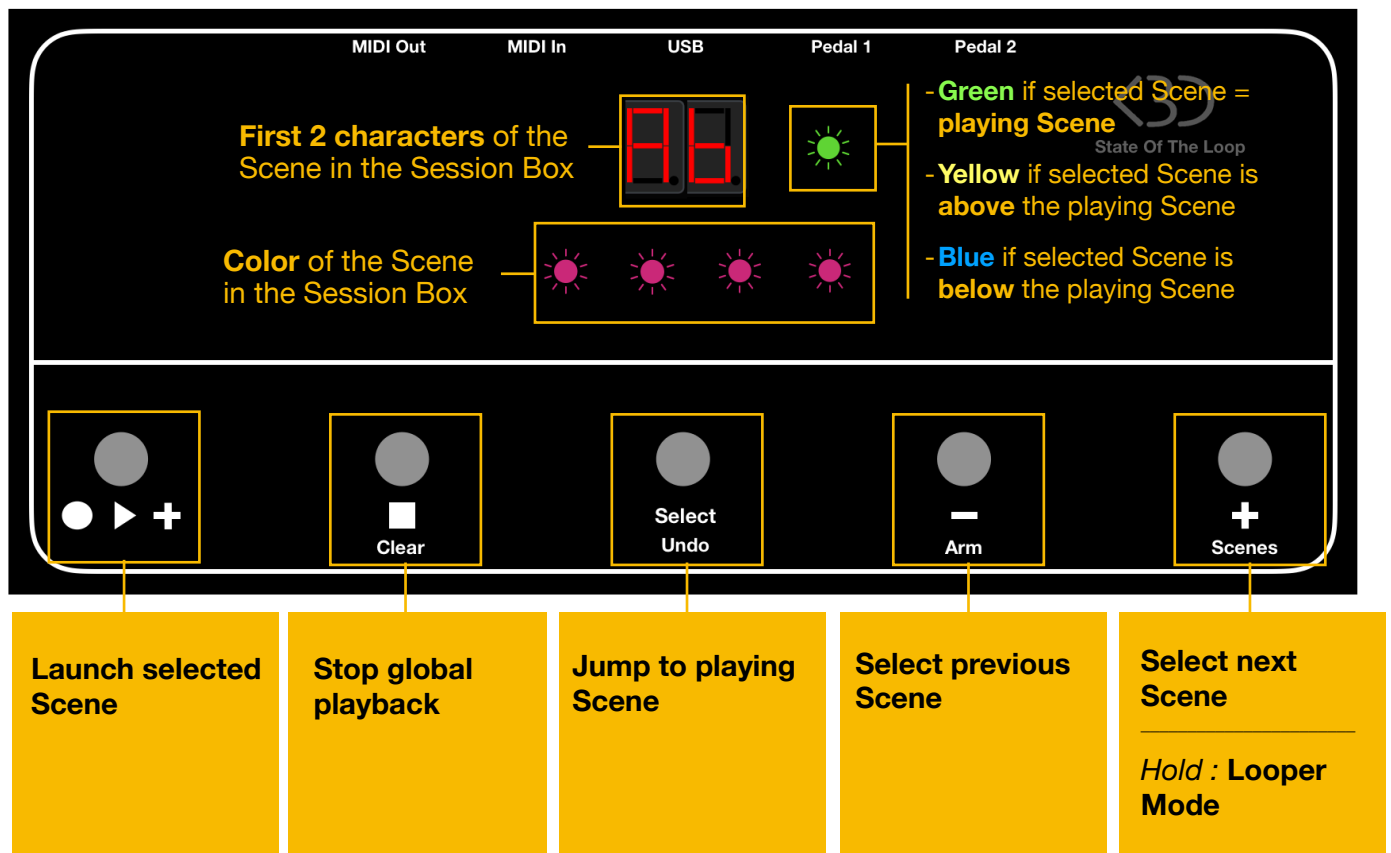 MIDI Out MIDI In USB Pedal 1 Pedal 2
First 2 characters of the
Scene in the Session Box
Ab
- Green if selected Scene =
playing Scene
State Of The Loop
- Yellow if selected Scene is
above the playing Scene
Color of the Scene
in the Session Box
- Blue if selected Scene is
below the playing Scene
Clear
Select
Undo
Arm
Scenes
Launch selected
Scene
Stop global
playback
Jump to playing
Scene
Select previous
Scene
Select next
Scene
Hold : Looper
Mode